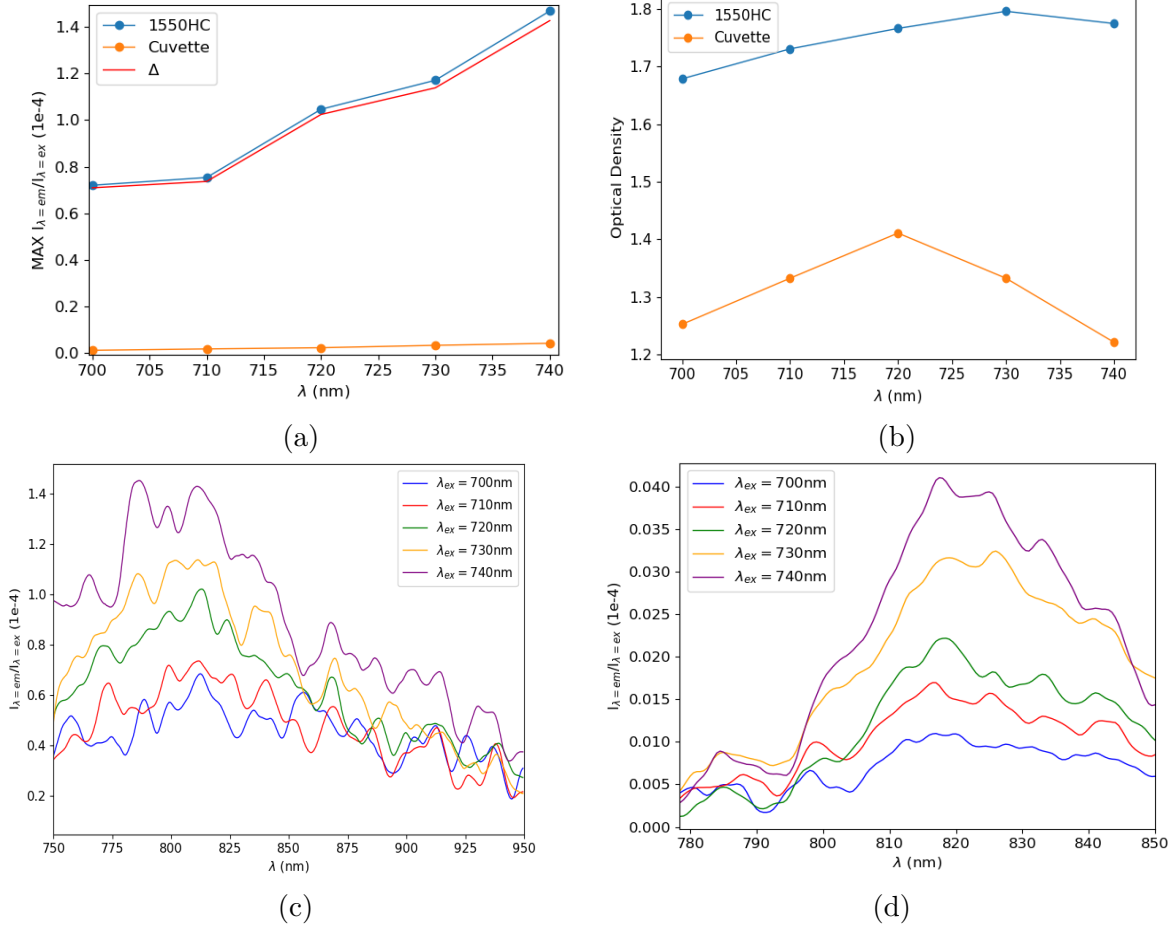 1550HC
Cuvette
Δ
MAX I_{λ=em}/I_{λ=ex} (1e-4)
1.4
1.2
1.0
0.8
0.6
0.4
0.2
0.0
700 705 710 715 720 725 730 735 740
λ (nm)
(a)
1550HC
Cuvette
Optical Density
1.8
1.7
1.6
1.5
1.4
1.3
1.2
700 705 710 715 720 725 730 735 740
λ (nm)
(b)
λ_{ex} = 700nm
λ_{ex} = 710nm
λ_{ex} = 720nm
λ_{ex} = 730nm
λ_{ex} = 740nm
I_{λ=em}/I_{λ=ex} (1e-4)
1.4
1.2
1.0
0.8
0.6
0.4
0.2
750 775 800 825 850 875 900 925 950
λ (nm)
(c)
λ_{ex} = 700nm
λ_{ex} = 710nm
λ_{ex} = 720nm
λ_{ex} = 730nm
λ_{ex} = 740nm
I_{λ=em}/I_{λ=ex} (1e-4)
0.040
0.035
0.030
0.025
0.020
0.015
0.010
0.005
0.000
780 790 800 810 820 830 840 850
λ (nm)
(d)